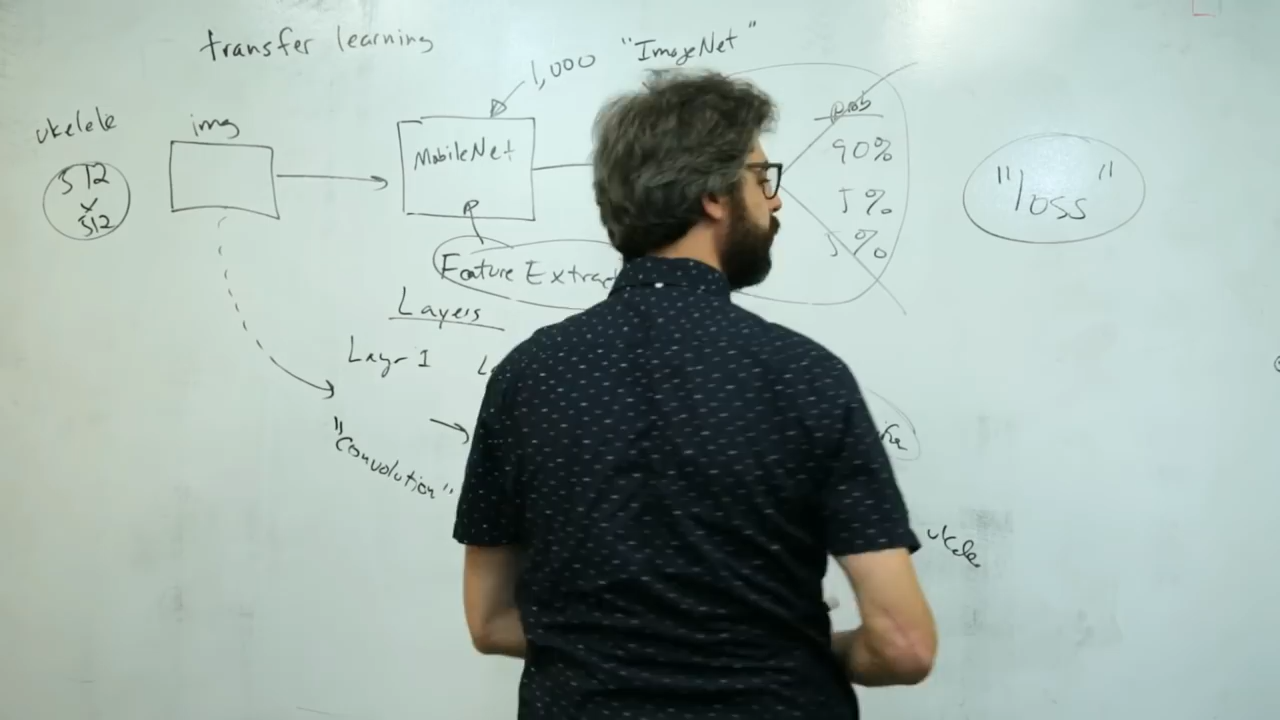 transfer learning
1,000 "ImageNet"
ukelele
img
prob
512
x
512
MobileNet
90%
5%
5%
"loss"
Feature Extrac
Layers
Layer 1
"Convolution"
ukele